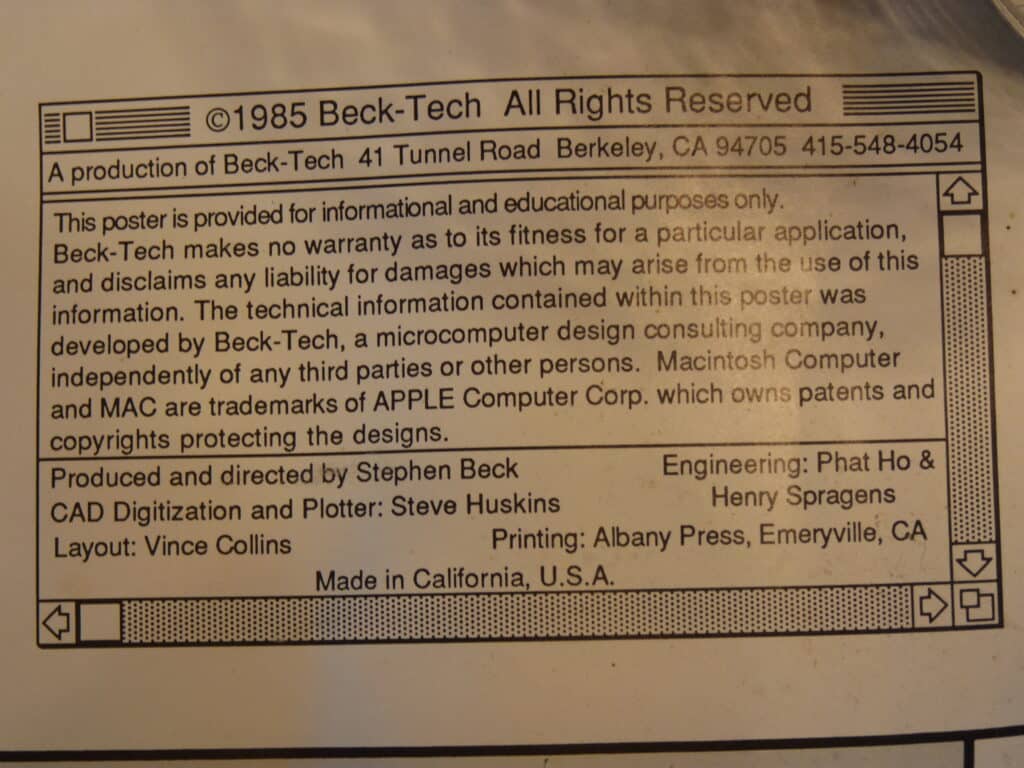 ©1985 Beck-Tech All Rights Reserved
A production of Beck-Tech 41 Tunnel Road Berkeley, CA 94705 415-548-4054
This poster is provided for informational and educational purposes only.
Beck-Tech makes no warranty as to its fitness for a particular application,
and disclaims any liability for damages which may arise from the use of this
information. The technical information contained within this poster was
developed by Beck-Tech, a microcomputer design consulting company,
independently of any third parties or other persons. Macintosh Computer
and MAC are trademarks of APPLE Computer Corp. which owns patents and
copyrights protecting the designs.
Produced and directed by Stephen Beck
CAD Digitization and Plotter: Steve Huskins
Layout: Vince Collins
Engineering: Phat Ho &
Henry Spragens
Printing: Albany Press, Emeryville, CA
Made in California, U.S.A.